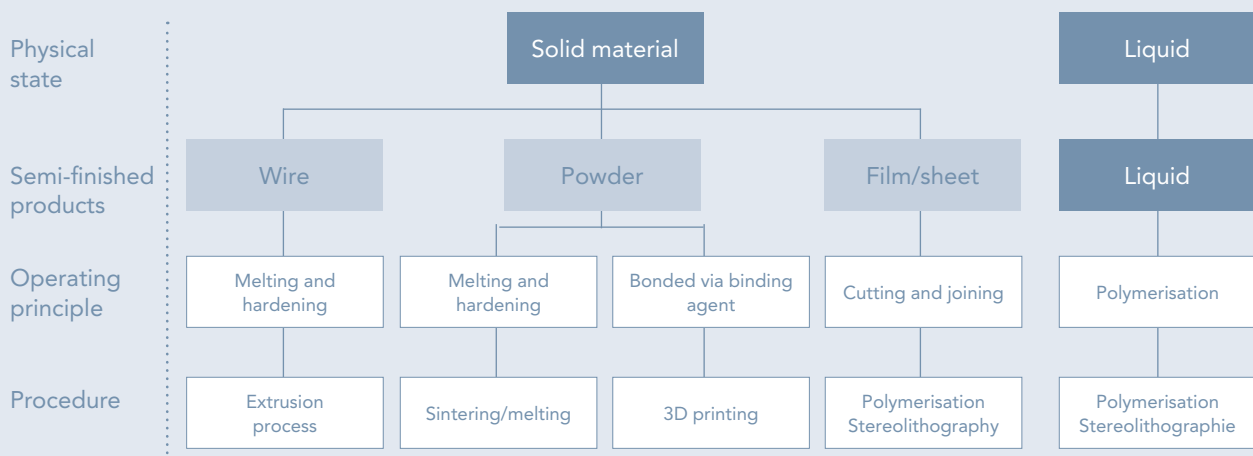 Physical
state
Solid material
Liquid
Semi-finished
products
Wire
Powder
Film/sheet
Liquid
Operating
principle
Melting and
hardening
Melting and
hardening
Bonded via binding
agent
Cutting and joining
Polymerisation
Procedure
Extrusion
process
Sintering/melting
3D printing
Polymerisation
Stereolithography
Polymerisation
Stereolithographie